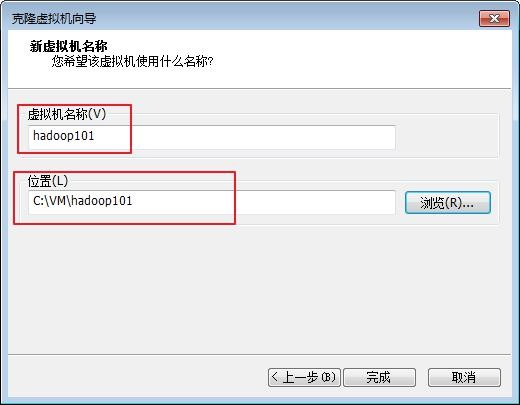 克隆虚拟机向导
新虚拟机名称
您希望该虚拟机使用什么名称?
虚拟机名称(V)
hadoop101
位置(L)
C:\VM\hadoop101
浏览(R)...
< 上一步(B)
完成
取消